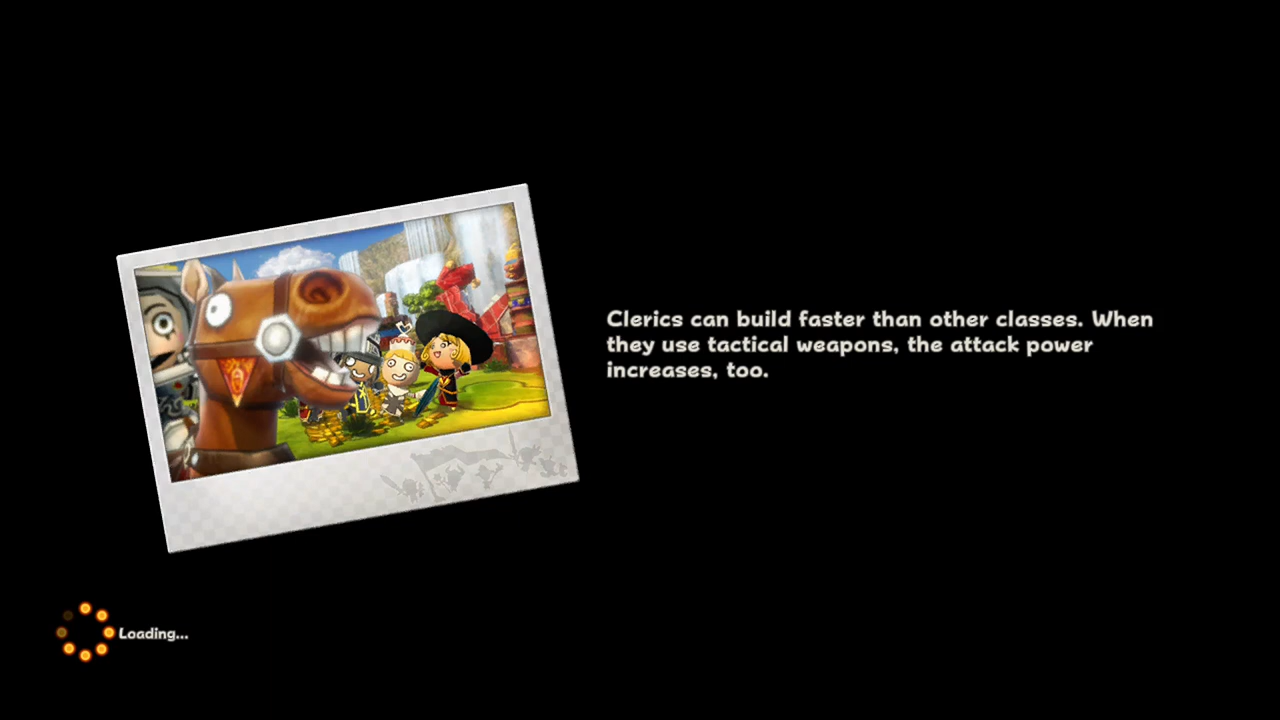 Clerics can build faster than other classes. When
they use tactical weapons, the attack power
increases, too.
Loading...